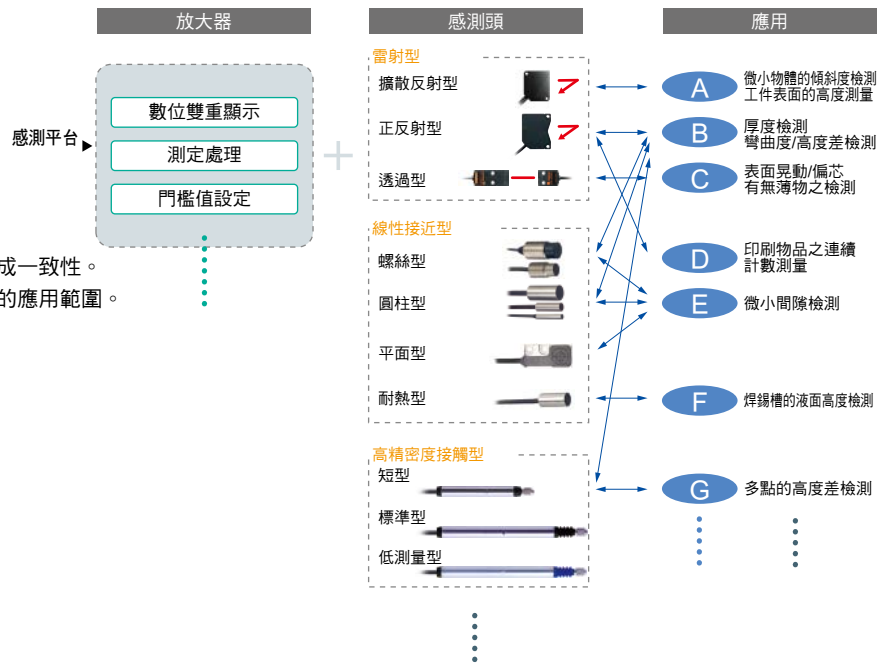 放大器
感測頭
應用
感測平台
數位雙重顯示
測定處理
門檻值設定
成一致性。
的應用範圍。
+
雷射型
擴散反射型
正反射型
透過型
線性接近型
螺絲型
圓柱型
平面型
耐熱型
高精密度接觸型
短型
標準型
低測量型
A
微小物體的傾斜度檢測
工件表面的高度測量
B
厚度檢測
彎曲度/高度差檢測
C
表面晃動/偏芯
有無薄物之檢測
D
印刷物品之連續
計數測量
E
微小間隙檢測
F
焊錫槽的液面高度檢測
G
多點的高度差檢測